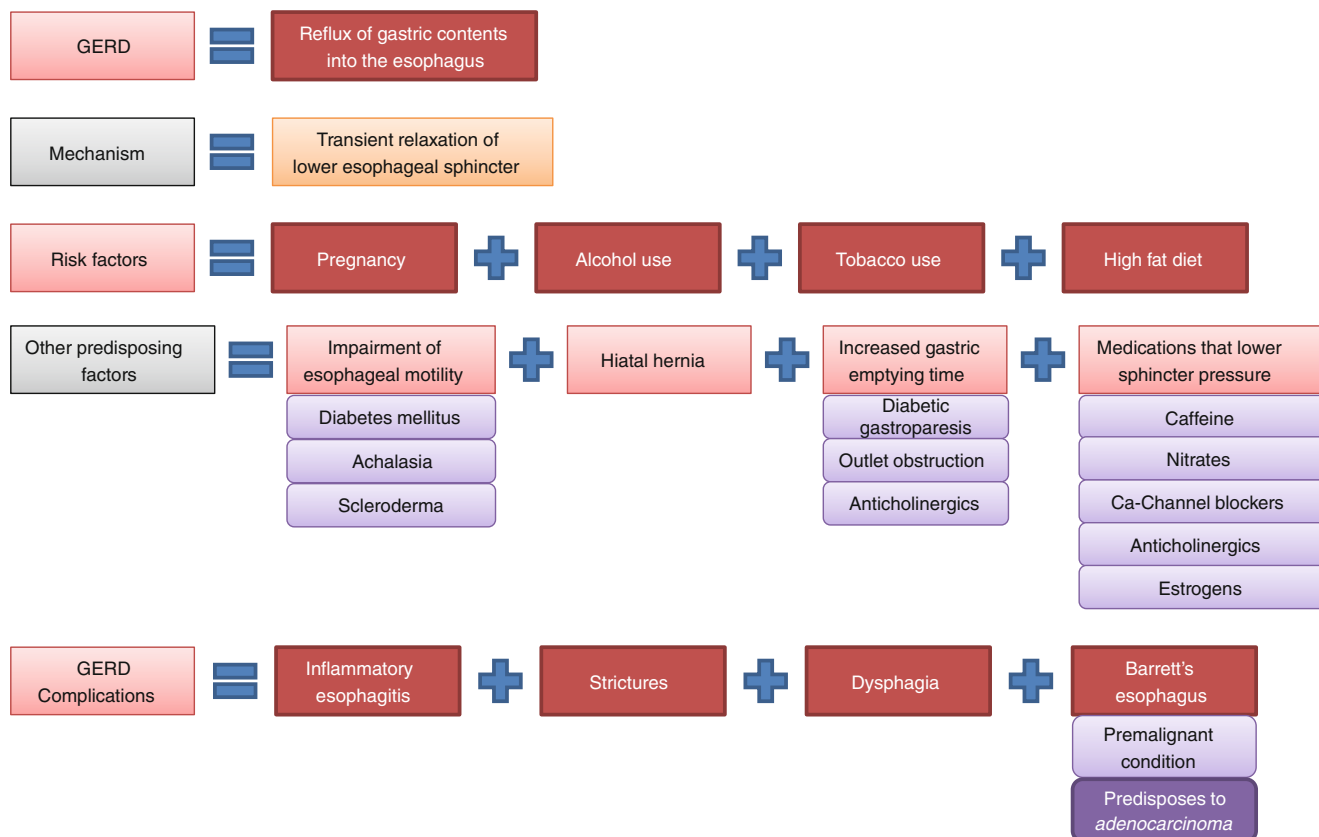 GERD
Reflux of gastric contents
into the esophagus
Mechanism
Transient relaxation of
lower esophageal sphincter
Risk factors
Pregnancy
Alcohol use
Tobacco use
High fat diet
Other predisposing
factors
Impairment of
esophageal motility
Diabetes mellitus
Achalasia
Scleroderma
Hiatal hernia
Increased gastric
emptying time
Diabetic
gastroparesis
Outlet obstruction
Anticholinergics
Medications that lower
sphincter pressure
Caffeine
Nitrates
Ca-Channel blockers
Anticholinergics
Estrogens
GERD
Complications
Inflammatory
esophagitis
Strictures
Dysphagia
Barrett’s
esophagus
Premalignant
condition
Predisposes to
adenocarcinoma